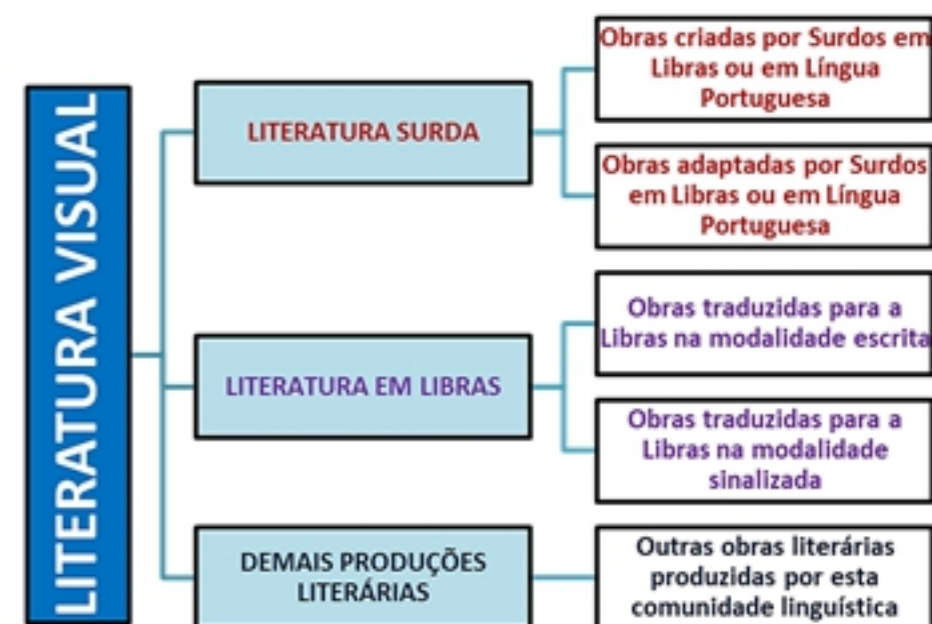 LITERATURA VISUAL
LITERATURA SURDA
Obras criadas por Surdos em
Libras ou em Língua
Portuguesa
Obras adaptadas por Surdos
em Libras ou em Língua
Portuguesa
LITERATURA EM LIBRAS
Obras traduzidas para a
Libras na modalidade escrita
Obras traduzidas para a
Libras na modalidade
sinalizada
DEMAIS PRODUÇÕES
LITERÁRIAS
Outras obras literárias
produzidas por esta
comunidade linguística